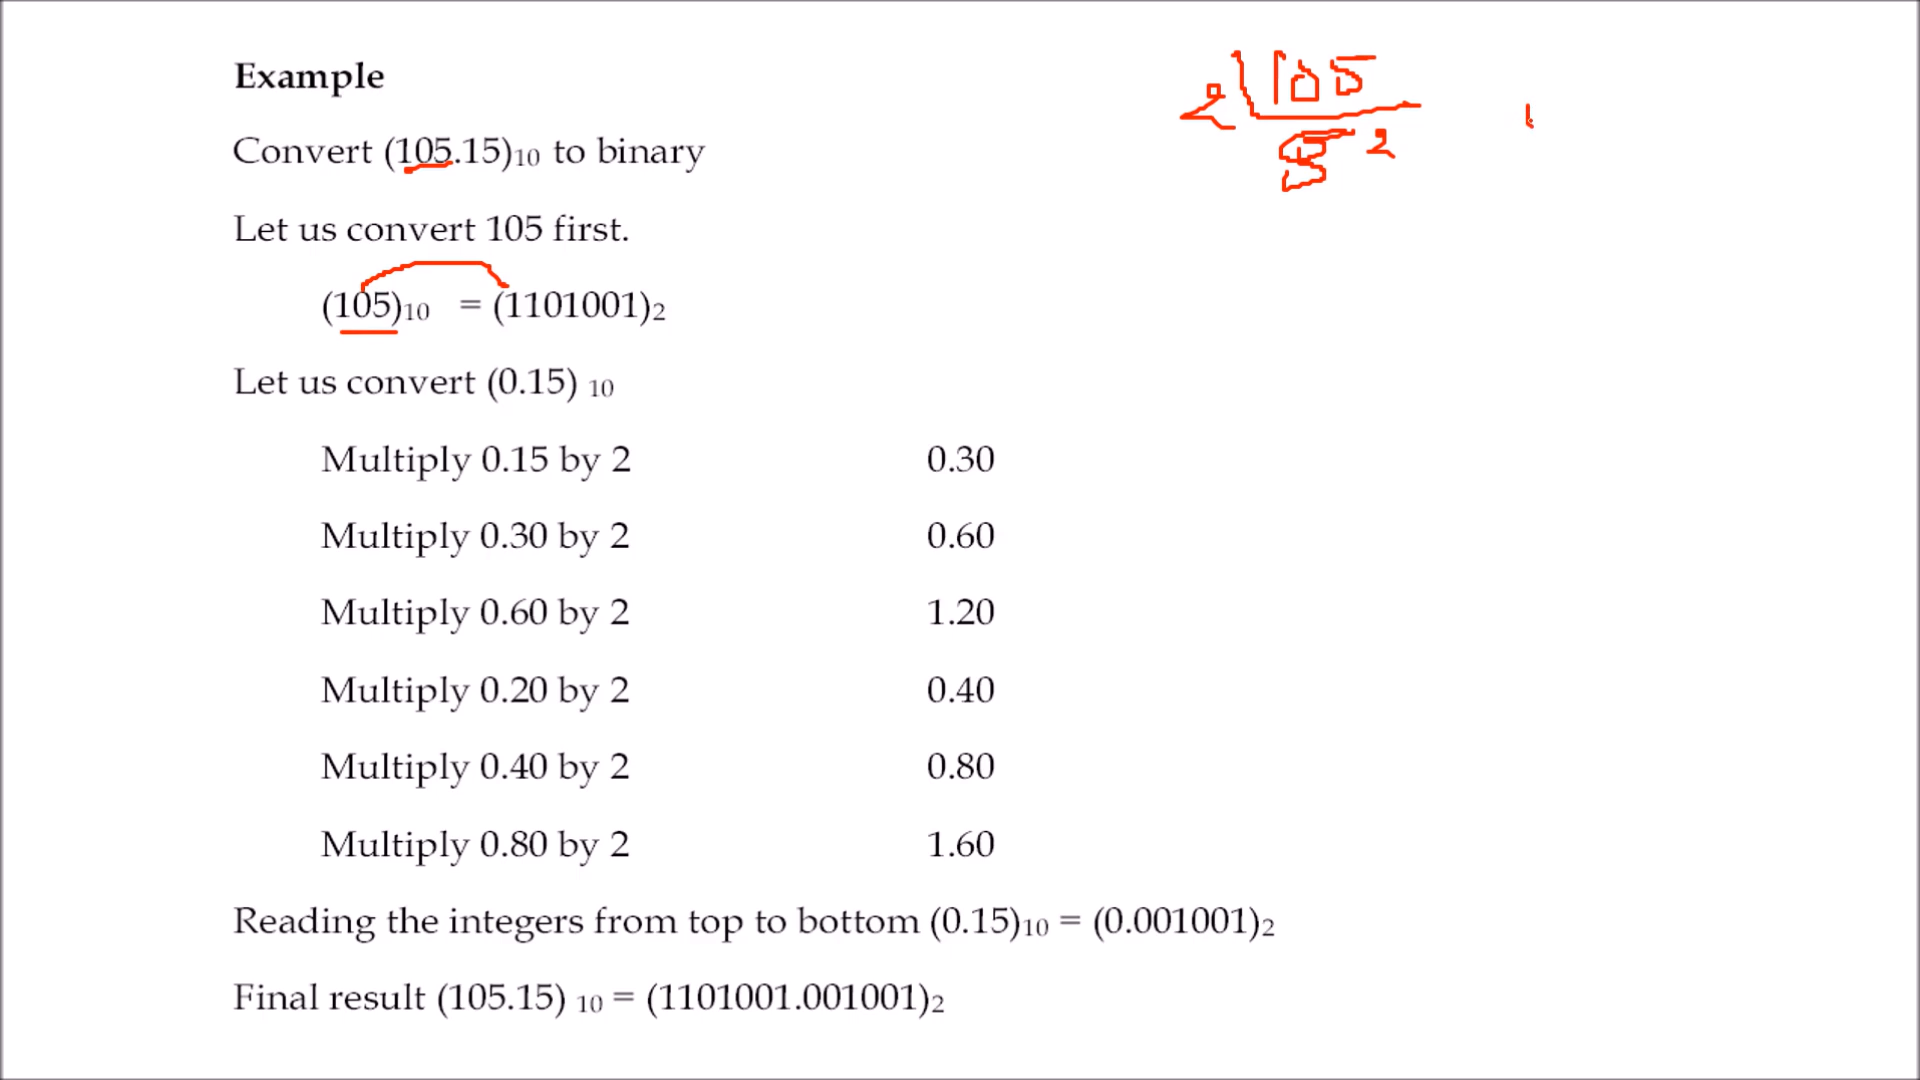 Example
Convert (105.15)10 to binary
Let us convert 105 first.
(105)10 = (1101001)2
Let us convert (0.15) 10
Multiply 0.15 by 2 0.30
Multiply 0.30 by 2 0.60
Multiply 0.60 by 2 1.20
Multiply 0.20 by 2 0.40
Multiply 0.40 by 2 0.80
Multiply 0.80 by 2 1.60
Reading the integers from top to bottom (0.15)10 = (0.001001)2
Final result (105.15) 10 = (1101001.001001)2
2 105
2